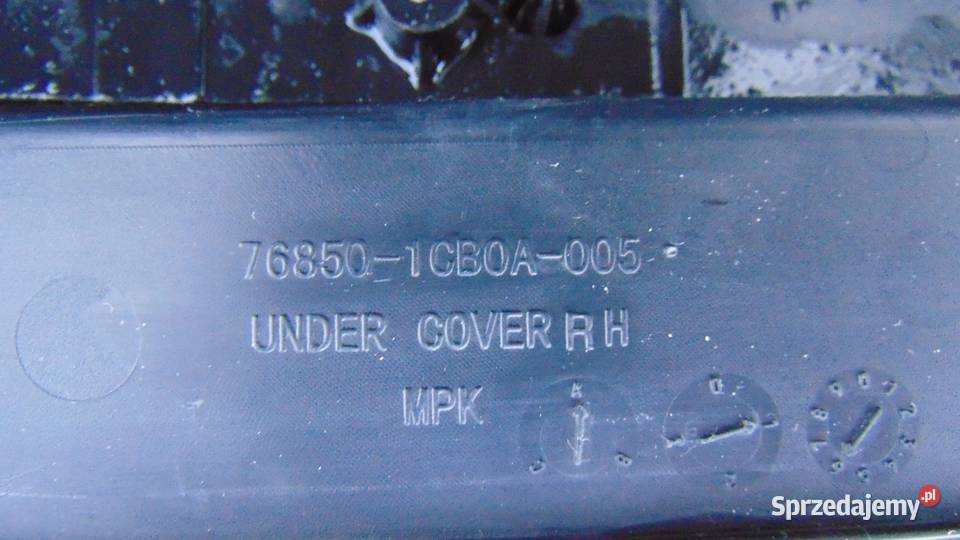 76850-1CB0A-005
UNDER COVER RH
MPK
Sprzedajemy.pl